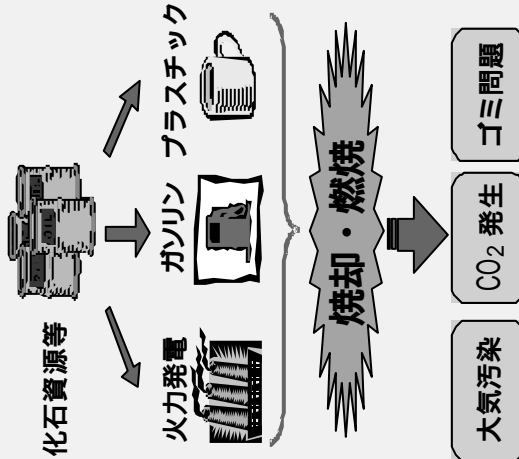 化石資源等
火力発電
ガソリン
プラスチック
焼却・燃焼
大気汚染
CO₂ 発生
ゴミ問題